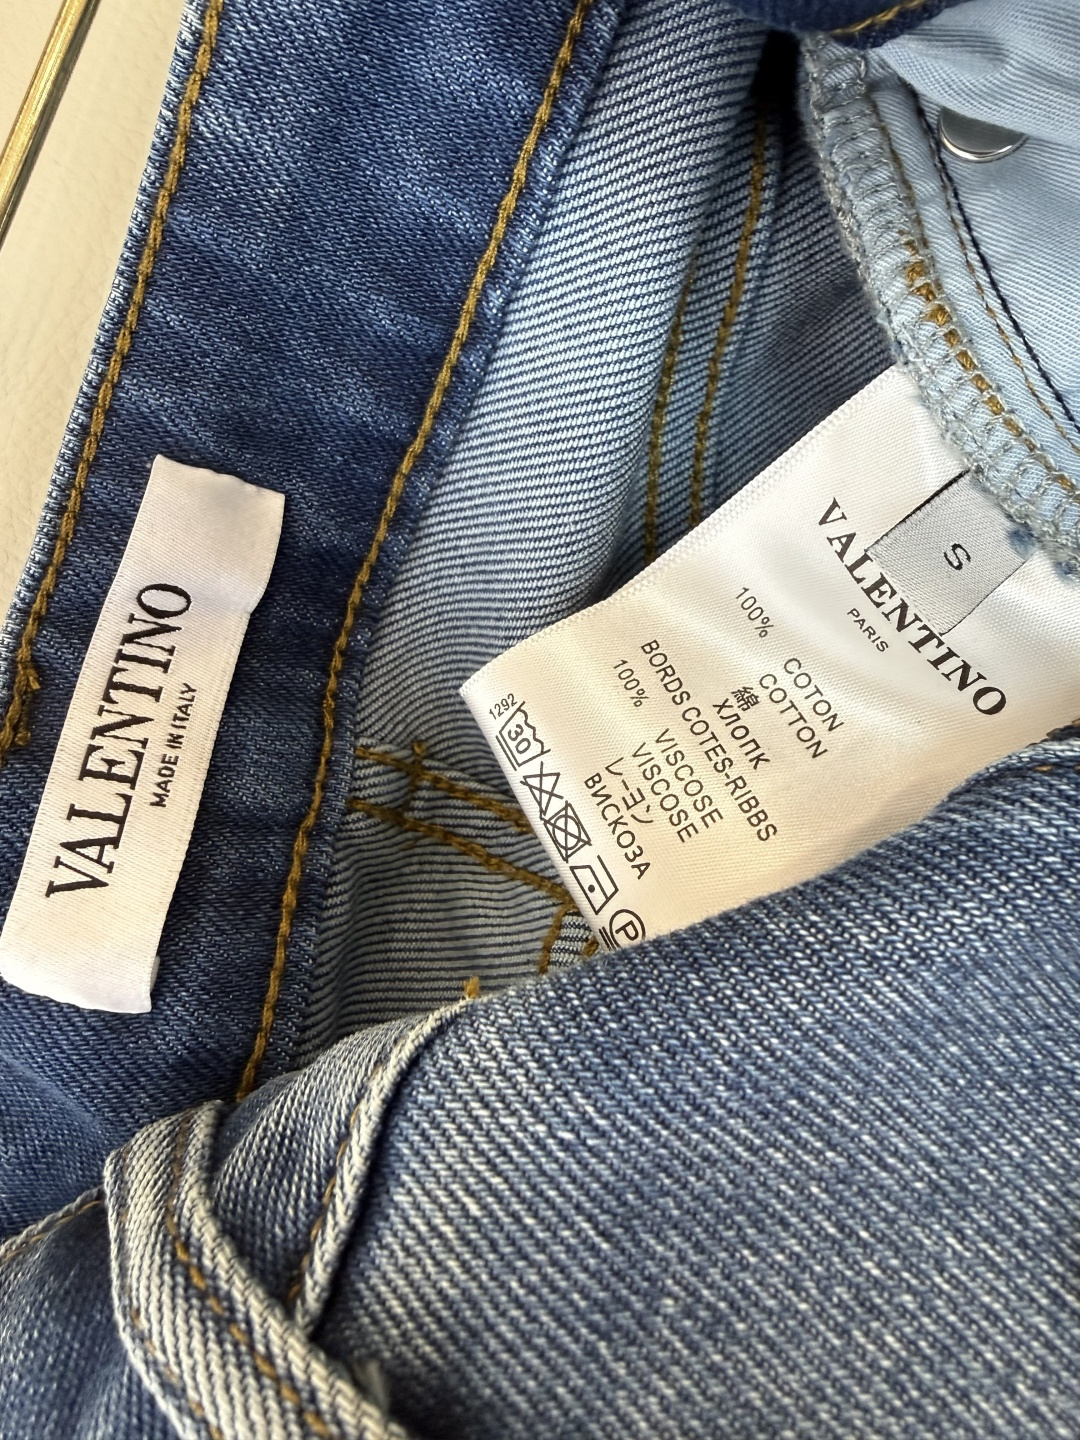 VALENTINO
MADE IN ITALY
S
VALENTINO
PARIS
100% COTON
COTTON
綿
ХЛОПК
BORDS COTES-RIBBS
100% VISCOSE
VISCOSE
レーヨン
ВИСКОЗА
1292
30
P